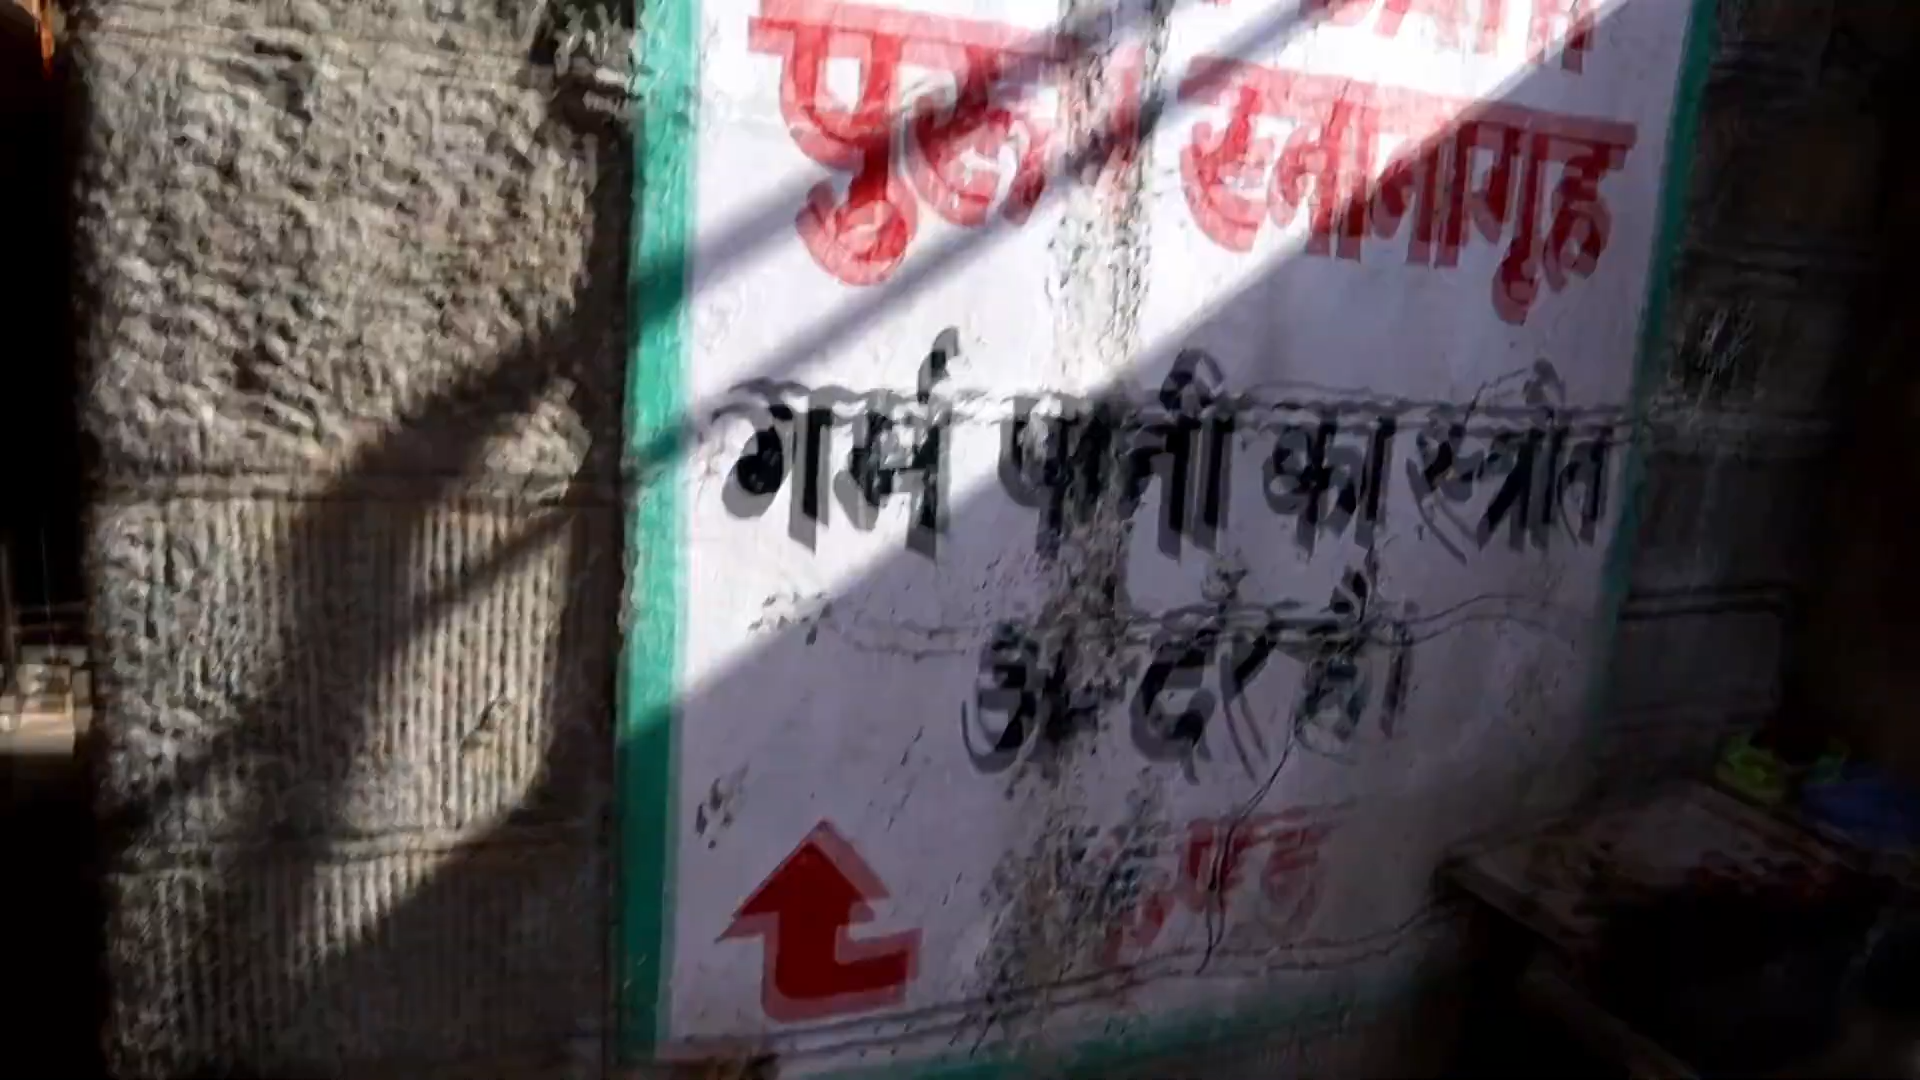 पुरुष स्नानागृह
गर्म पानी का स्त्रोत
अन्दर है।
कुण्ड